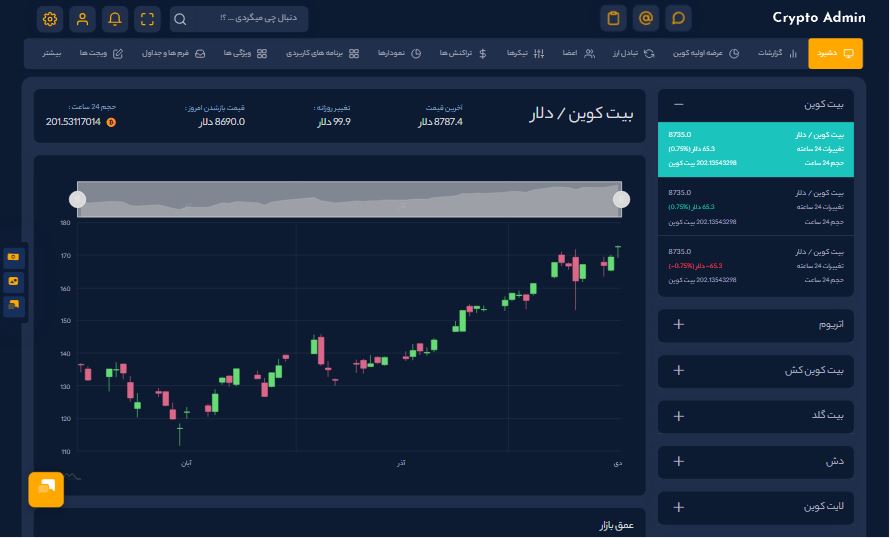 Crypto Admin
دنبال چی میگردی ... ؟!
دشبرد
گزارشات
عرضه اولیه کوین
تبادل ارز
اعضا
تیکرها
تراکنش ها
نمودارها
برنامه های کاربردی
ویژگی ها
فرم ها و جداول
ویجت ها
بیشتر
بیت کوین
بیت کوین / دلار 8735.0
تغییرات 24 ساعته 65.3 دلار (0.75%)
حجم 24 ساعت 202.13543298 بیت کوین
بیت کوین / دلار 8735.0
تغییرات 24 ساعته 65.3 دلار (0.75%)
حجم 24 ساعت 202.13543298 بیت کوین
بیت کوین / دلار 8735.0
تغییرات 24 ساعته 65.3- دلار (0.75%-)
حجم 24 ساعت 202.13543298 بیت کوین
اتریوم
بیت کوین کش
بیت گلد
دش
لایت کوین
بیت کوین / دلار
آخرین قیمت
8787.4 دلار
تغییر روزانه :
99.9 دلار
قیمت بازشدن امروز :
8690.0 دلار
حجم 24 ساعت :
201.53117014
180
170
160
150
140
130
120
110
دی
آذر
آبان
عمق بازار